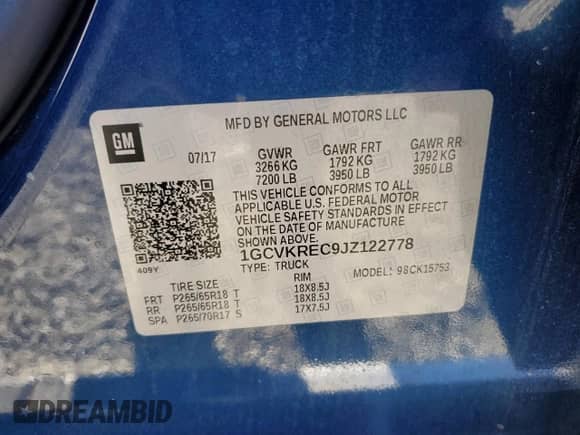 MFD BY GENERAL MOTORS LLC
GM
07/17 GVWR GAWR FRT GAWR RR
3266 KG 1792 KG 1792 KG
7200 LB 3950 LB 3950 LB
THIS VEHICLE CONFORMS TO ALL
APPLICABLE U.S. FEDERAL MOTOR
VEHICLE SAFETY STANDARDS IN EFFECT
ON THE DATE OF MANUFACTURE
SHOWN ABOVE.
1GCVKREC9JZ122778
409Y
TYPE: TRUCK MODEL: 98CK15753
TIRE SIZE RIM
FRT P265/65R18 T 18X8.5J
RR P265/65R18 T 18X8.5J
SPA P265/70R17 S 17X7.5J
DREAMBID